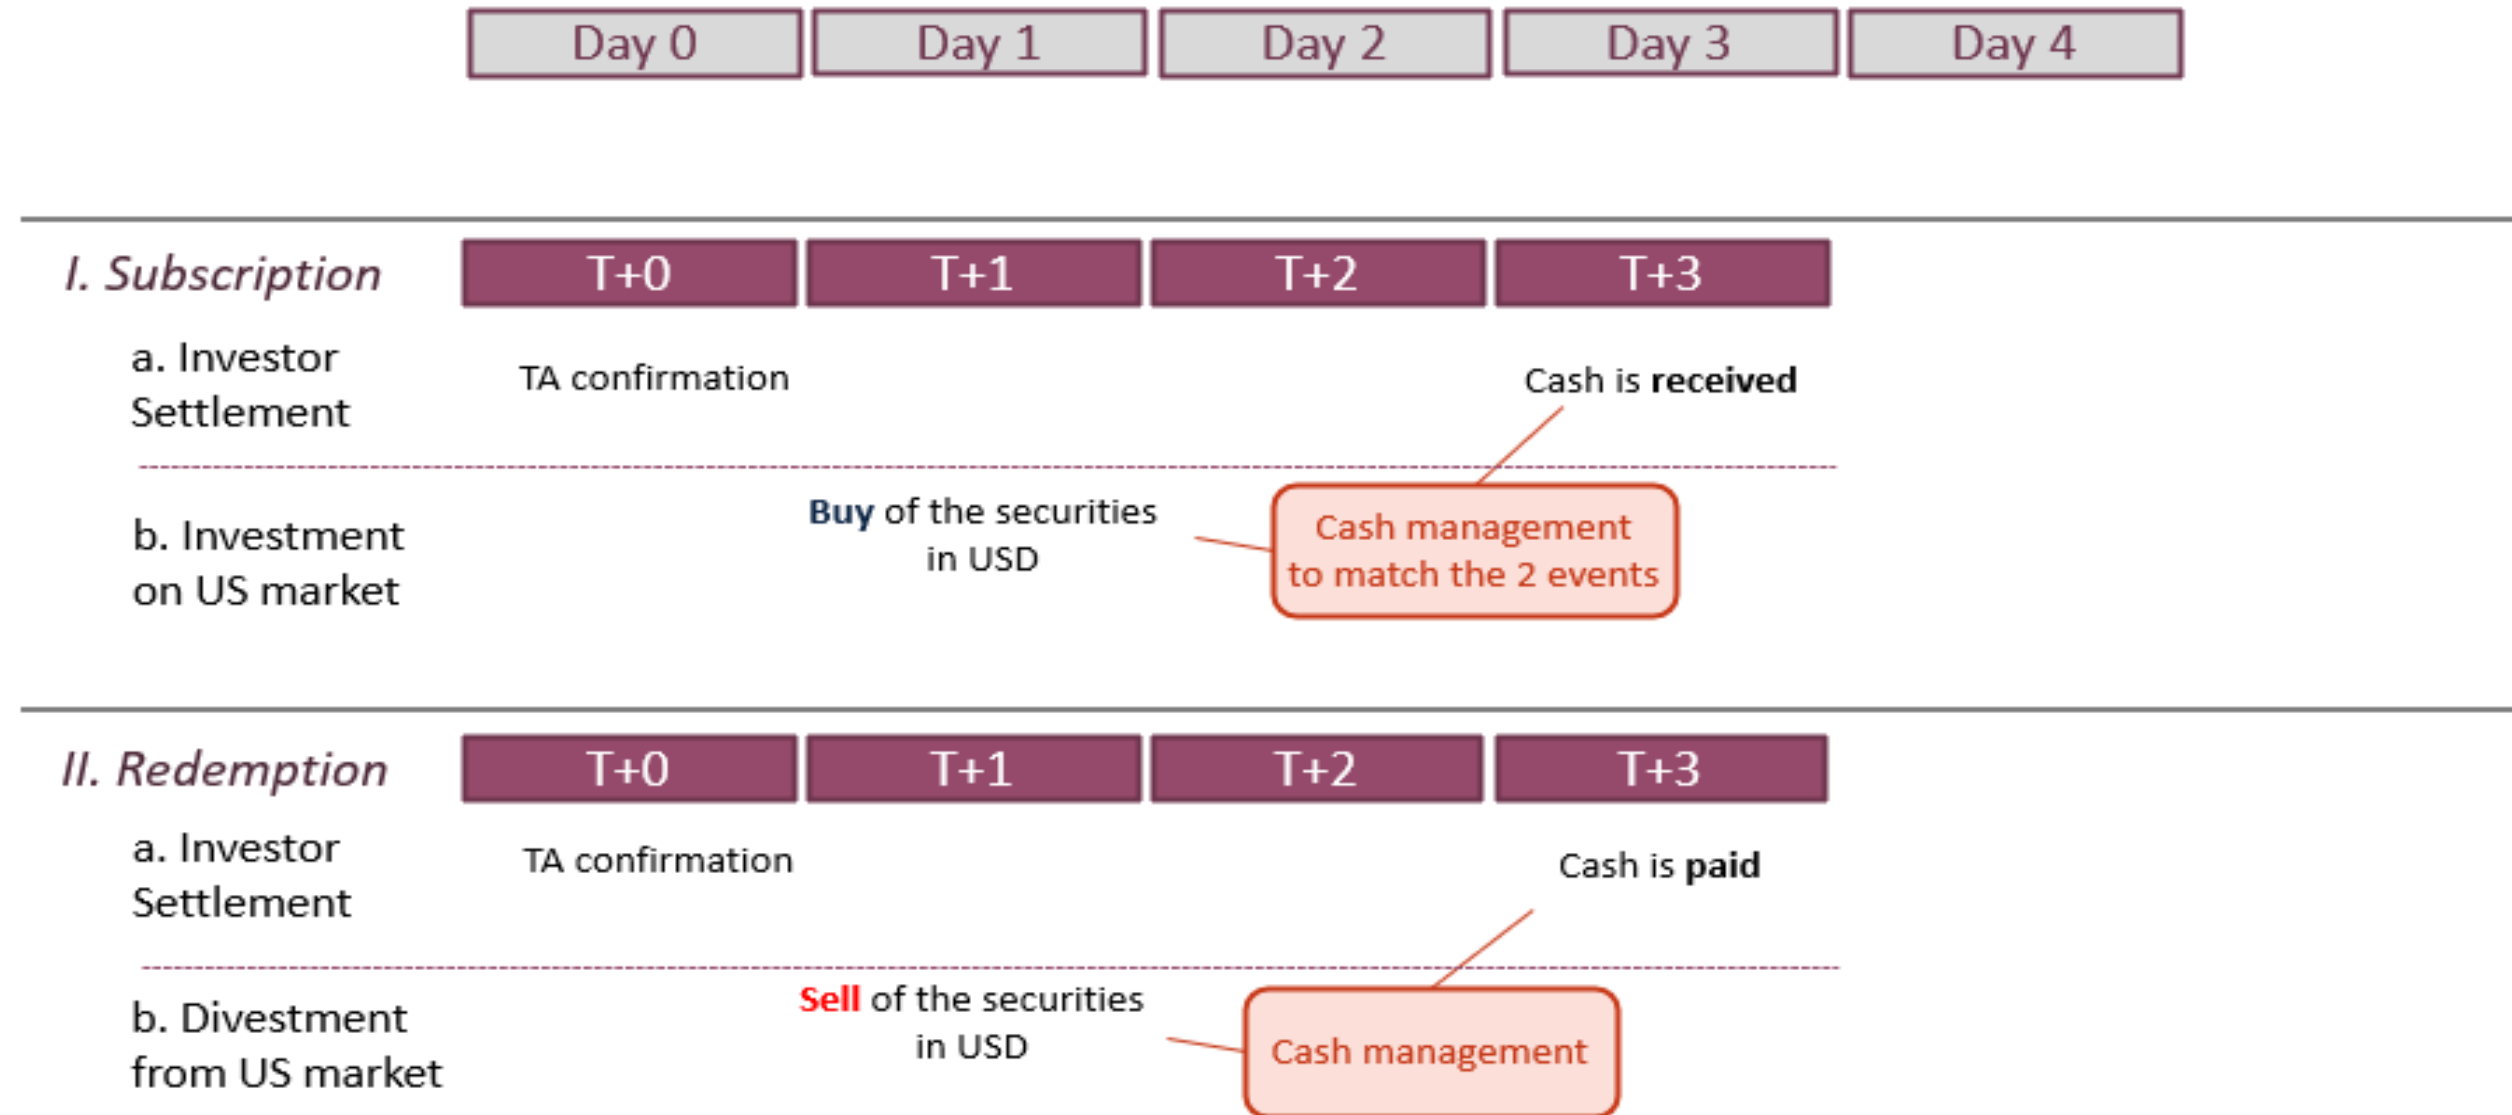 Day 0 Day 1 Day 2 Day 3 Day 4
I. Subscription T+0 T+1 T+2 T+3
a. Investor
Settlement
TA confirmation
Cash is received
b. Investment
on US market
Buy of the securities
in USD
Cash management
to match the 2 events
II. Redemption T+0 T+1 T+2 T+3
a. Investor
Settlement
TA confirmation
Cash is paid
b. Divestment
from US market
Sell of the securities
in USD
Cash management